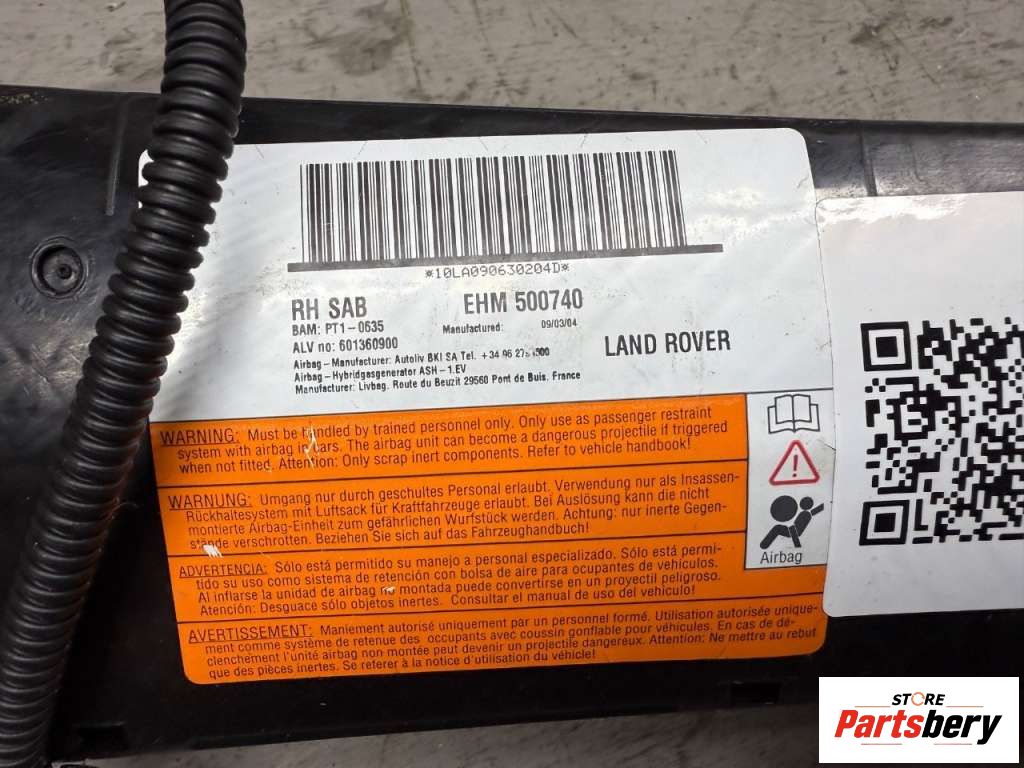 *10LA090630204D*
RH SAB EHM 500740
BAM: PT1-0635 Manufactured: 09/03/04
ALV no: 601360900 LAND ROVER
Airbag-Manufacturer: Autoliv BKI SA Tel. +34 96
Airbag-Hybridgasgenerator ASH-1.EV
Manufacturer: Livbag. Route du Beuzit 29560 Pont de Buis. France
WARNING: Must be handled by trained personnel only. Only use as passenger restraint
system with airbag in cars. The airbag unit can become a dangerous projectile if triggered
when not fitted. Attention: Only scrap inert components. Refer to vehicle handbook!
WARNUNG: Umgang nur durch geschultes Personal erlaubt. Verwendung nur als Insassen-
Rückhaltesystem mit Luftsack für Kraftfahrzeuge erlaubt. Bei Auslösung kann die nicht
montierte Airbag-Einheit zum gefährlichen Wurfstück werden. Achtung: nur inerte Gegen-
stände verschrotten. Beziehen Sie sich auf das Fahrzeughandbuch!
ADVERTENCIA: Sólo está permitido su manejo a personal especializado. Sólo está permi-
tido su uso como sistema de retención con bolsa de aire para ocupantes de vehículos.
Al inflarse la unidad de airbag no montada puede convertirse en un proyectil peligroso.
Atención: Desguace sólo objetos inertes. Consultar el manual de uso del vehículo!
AVERTISSEMENT: Maniement autorisé uniquement par un personnel formé. Utilisation autorisée unique-
ment comme système de retenue des occupants avec coussin gonflable pour véhicules. En cas de dé-
clenchement l'unité airbag non montée peut devenir un projectile dangereux. Attention: Ne mettre au rebut
que des pièces inertes. Se referer à la notice d'utilisation du véhicule!
Airbag
STORE
Partsbery